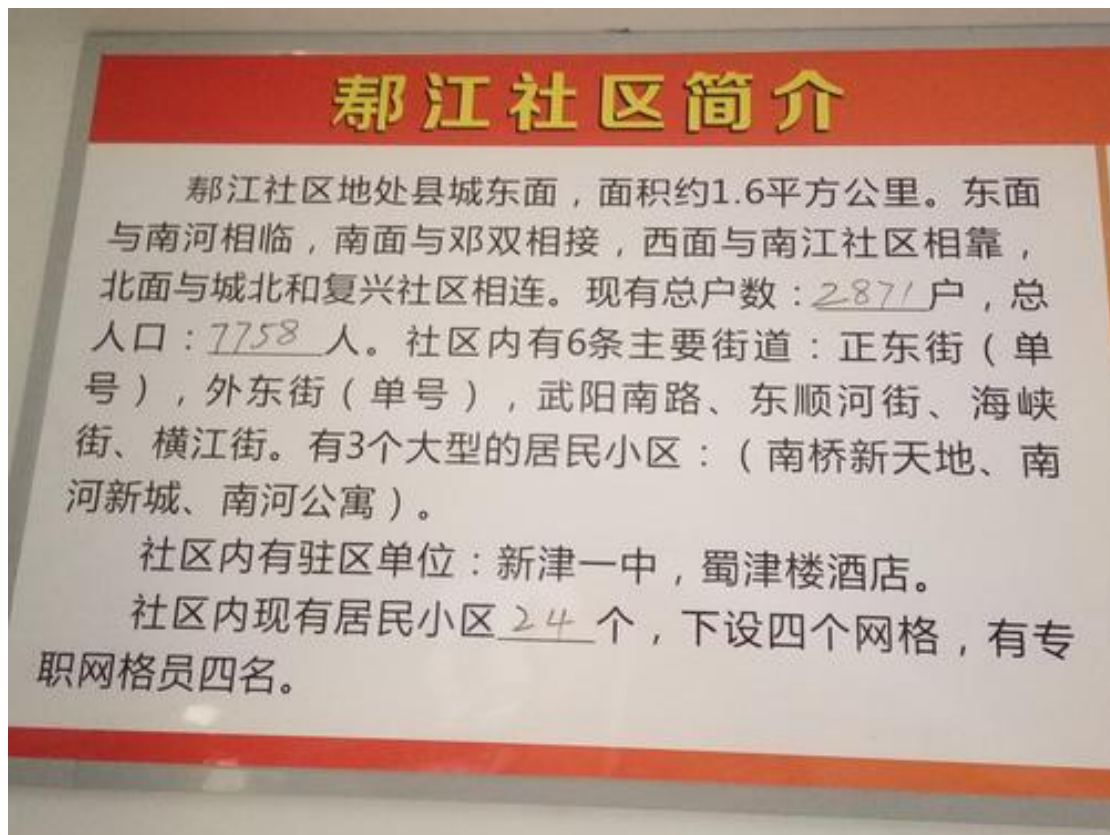 江社区简介
江社区地处县城东面，面积约1.6平方公里。东面
与南河相临，南面与邓双相接，西面与南江社区相靠，
北面与城北和复兴社区相连。现有总户数：2871户，总
人口：7758人。社区内有6条主要街道：正东街（单
号），外东街（单号），武阳南路、东顺河街、海峡
街、横江街。有3个大型的居民小区：（南桥新天地、南
河新城、南河公寓）。
社区内有驻区单位：新津一中，蜀津楼酒店。
社区内现有居民小区24个，下设四个网格，有专
职网格员四名。